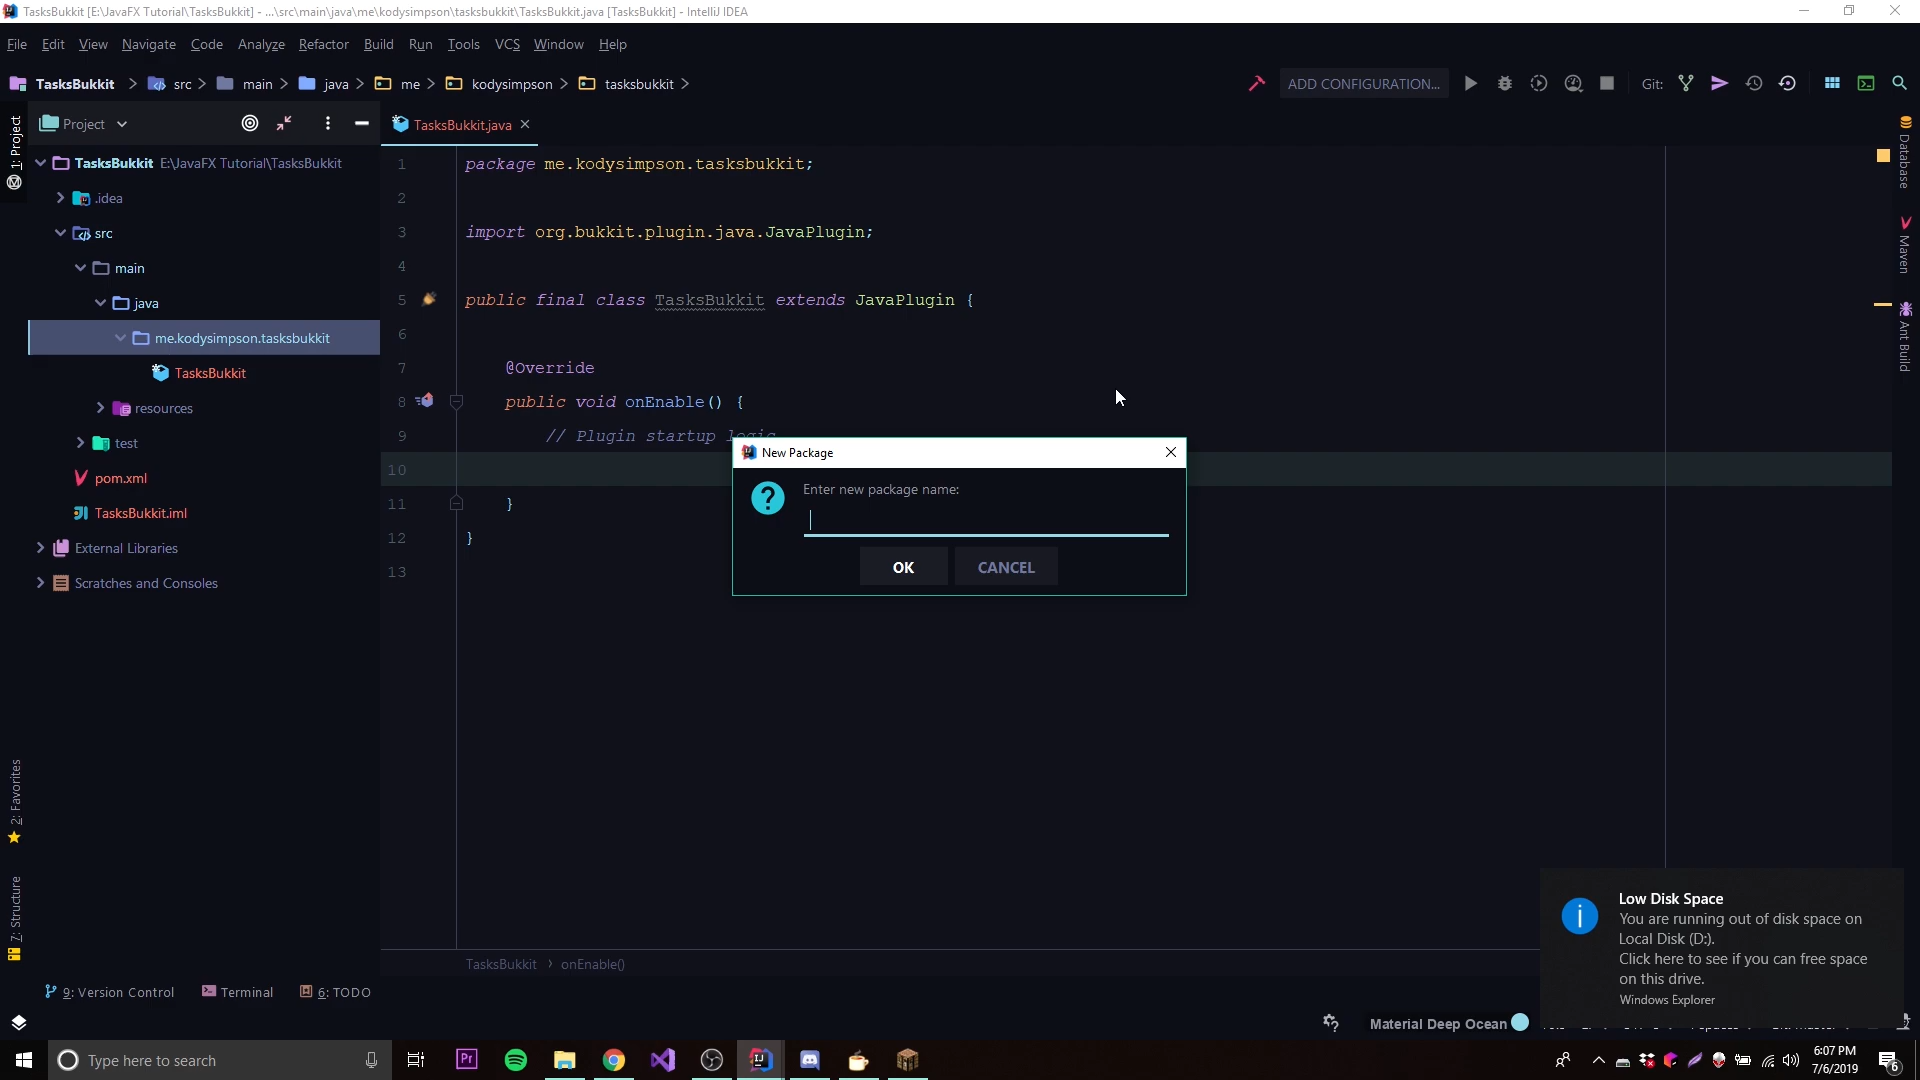 TasksBukkit [E:\JavaFX Tutorial\TasksBukkit] - ...\src\main\java\me\kodysimpson\tasksbukkit\TasksBukkit.java [TasksBukkit] - IntelliJ IDEA
File Edit View Navigate Code Analyze Refactor Build Run Tools VCS Window Help
TasksBukkit src main java me kodysimpson tasksbukkit
ADD CONFIGURATION...
Git:
1: Project
Project
TasksBukkit.java
TasksBukkit E:\JavaFX Tutorial\TasksBukkit
.idea
src
main
java
me.kodysimpson.tasksbukkit
TasksBukkit
resources
test
pom.xml
TasksBukkit.iml
External Libraries
Scratches and Consoles
1 package me.kodysimpson.tasksbukkit;
2
3 import org.bukkit.plugin.java.JavaPlugin;
4
5 public final class TasksBukkit extends JavaPlugin {
6
7 @Override
8 public void onEnable() {
9 // Plugin startup logic
10
11 }
12 }
13
New Package
Enter new package name:
OK CANCEL
Database
Maven
Ant Build
2: Favorites
7: Structure
TasksBukkit onEnable()
9: Version Control Terminal 6: TODO
Low Disk Space
You are running out of disk space on
Local Disk (D:).
Click here to see if you can free space
on this drive.
Windows Explorer
Material Deep Ocean
Type here to search
Pr
IJ
6:07 PM
7/6/2019
6